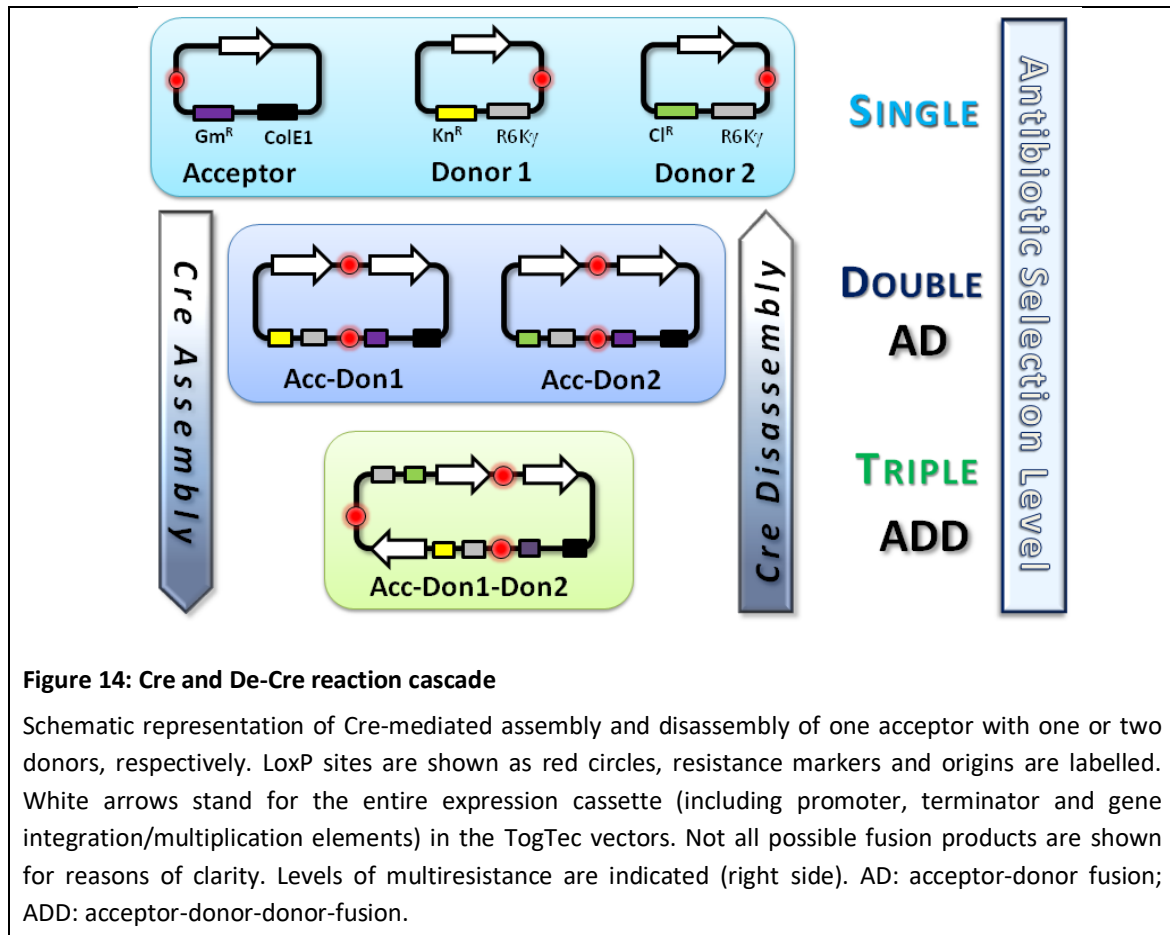 Gm^R ColE1
Acceptor
Kn^R R6Kγ
Donor 1
Cl^R R6Kγ
Donor 2
SINGLE
Cre Assembly
Acc-Don1
Acc-Don2
Cre Disassembly
DOUBLE
AD
Acc-Don1-Don2
TRIPLE
ADD
Antibiotic Selection Level
Figure 14: Cre and De-Cre reaction cascade
Schematic representation of Cre-mediated assembly and disassembly of one acceptor with one or two
donors, respectively. LoxP sites are shown as red circles, resistance markers and origins are labelled.
White arrows stand for the entire expression cassette (including promoter, terminator and gene
integration/multiplication elements) in the TogTec vectors. Not all possible fusion products are shown
for reasons of clarity. Levels of multiresistance are indicated (right side). AD: acceptor-donor fusion;
ADD: acceptor-donor-donor-fusion.